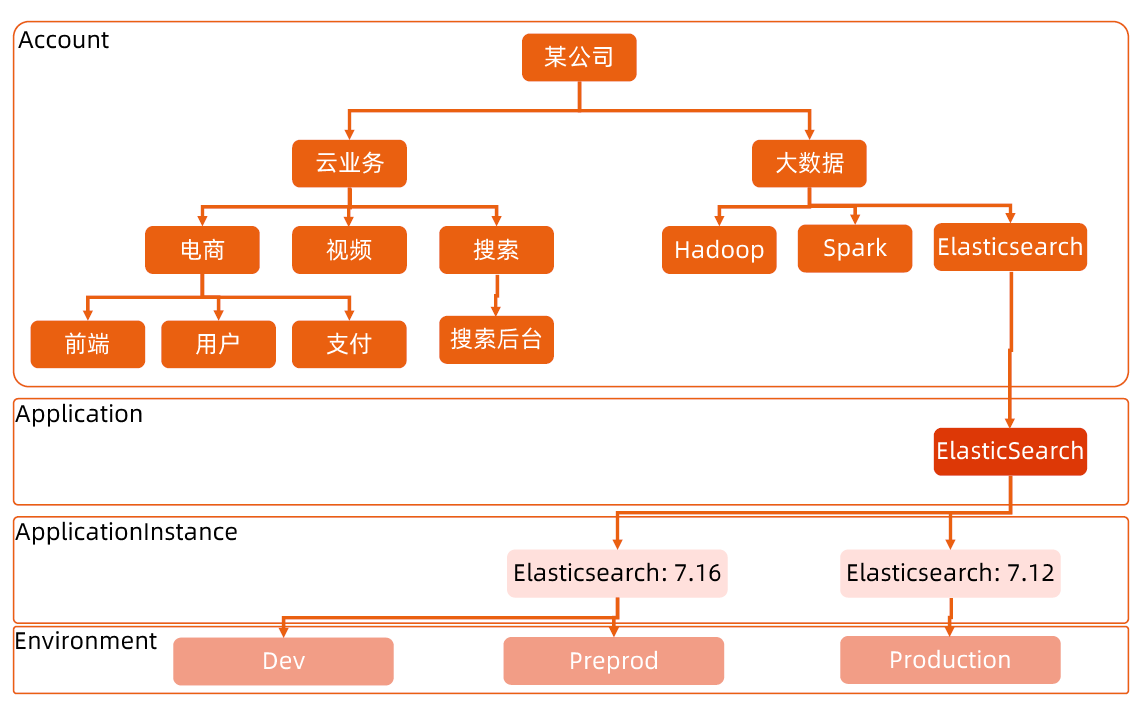 Account
某公司
云业务
大数据
电商
视频
搜索
Hadoop
Spark
Elasticsearch
前端
用户
支付
搜索后台
Application
ElasticSearch
ApplicationInstance
Elasticsearch: 7.16
Elasticsearch: 7.12
Environment
Dev
Preprod
Production